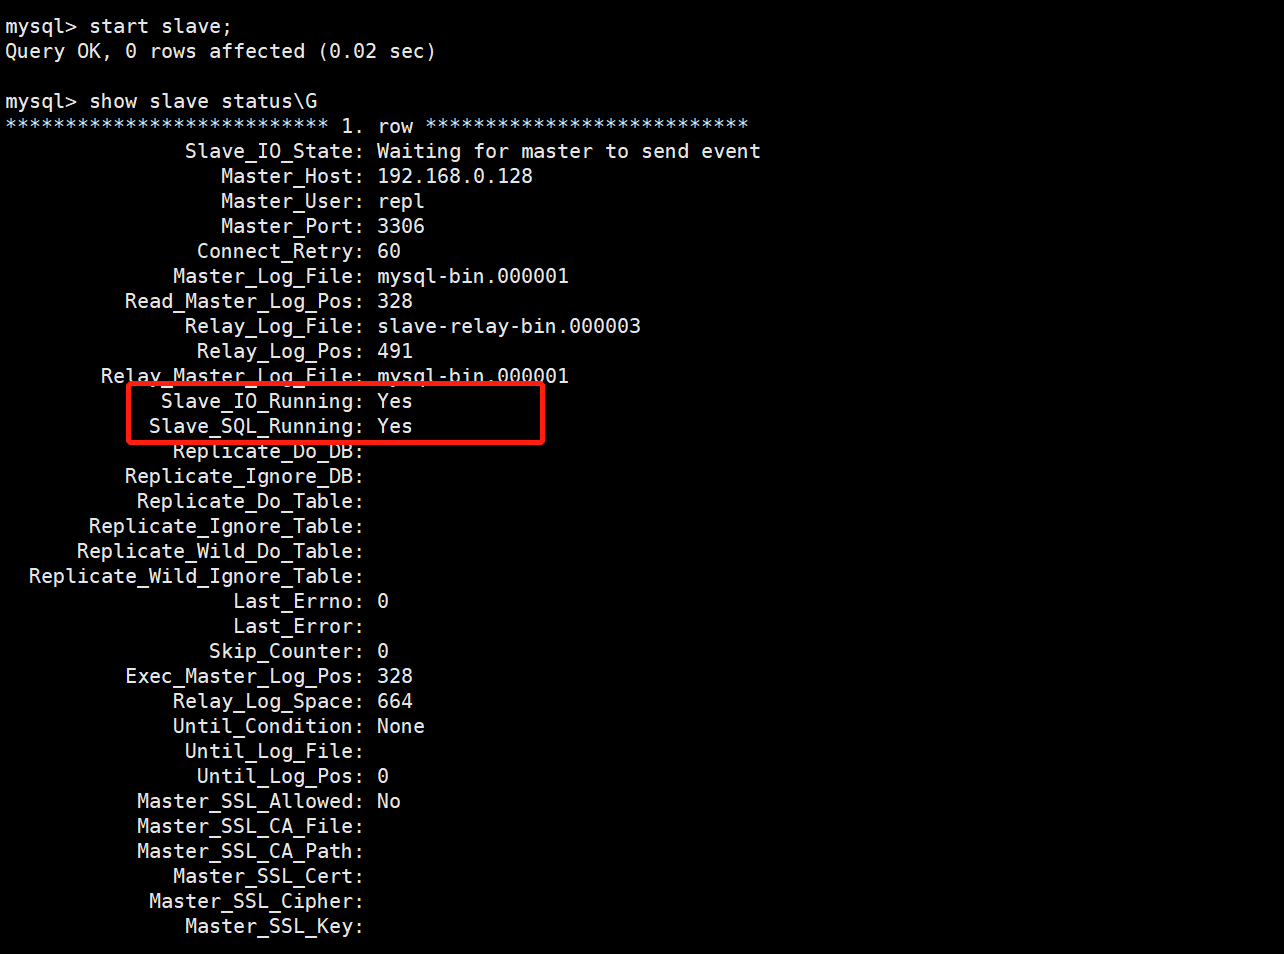 mysql> start slave;
Query OK, 0 rows affected (0.02 sec)
mysql> show slave status\G
*************************** 1. row ***************************
Slave_IO_State: Waiting for master to send event
Master_Host: 192.168.0.128
Master_User: repl
Master_Port: 3306
Connect_Retry: 60
Master_Log_File: mysql-bin.000001
Read_Master_Log_Pos: 328
Relay_Log_File: slave-relay-bin.000003
Relay_Log_Pos: 491
Relay_Master_Log_File: mysql-bin.000001
Slave_IO_Running: Yes
Slave_SQL_Running: Yes
Replicate_Do_DB:
Replicate_Ignore_DB:
Replicate_Do_Table:
Replicate_Ignore_Table:
Replicate_Wild_Do_Table:
Replicate_Wild_Ignore_Table:
Last_Errno: 0
Last_Error:
Skip_Counter: 0
Exec_Master_Log_Pos: 328
Relay_Log_Space: 664
Until_Condition: None
Until_Log_File:
Until_Log_Pos: 0
Master_SSL_Allowed: No
Master_SSL_CA_File:
Master_SSL_CA_Path:
Master_SSL_Cert:
Master_SSL_Cipher:
Master_SSL_Key: